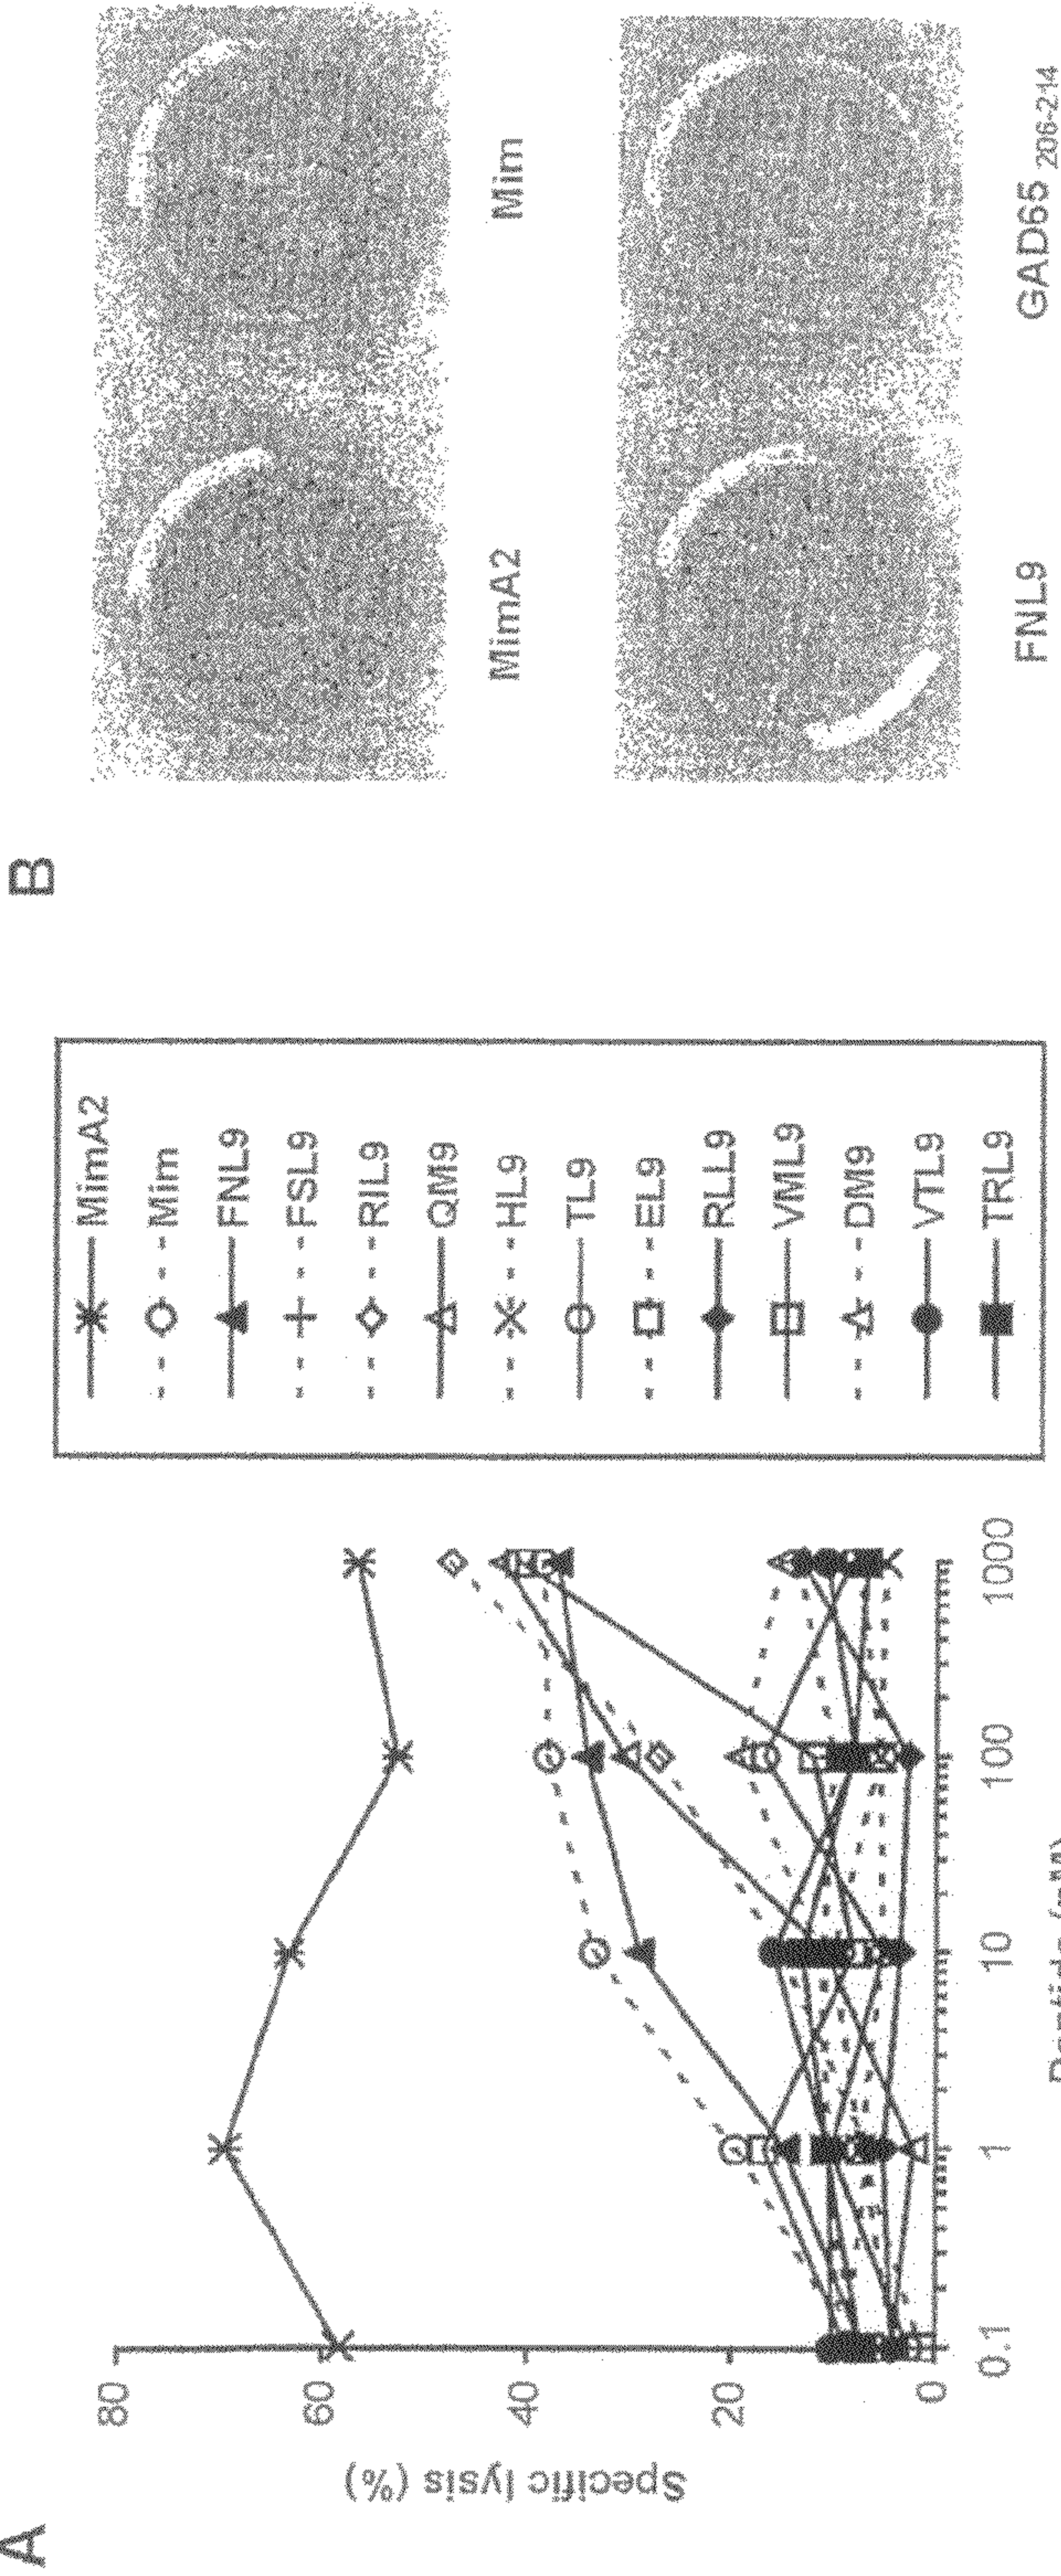 A
Specific lysis (%)
80
60
40
20
0
0.1
1
10
100
1000
MimA2
Mim
FNL9
FSL9
RIL9
QM9
HL9
TL9
EL9
RLL9
VML9
DM9
VTL9
TRL9
B
MimA2
Mim
FNL9
GAD65 206-214